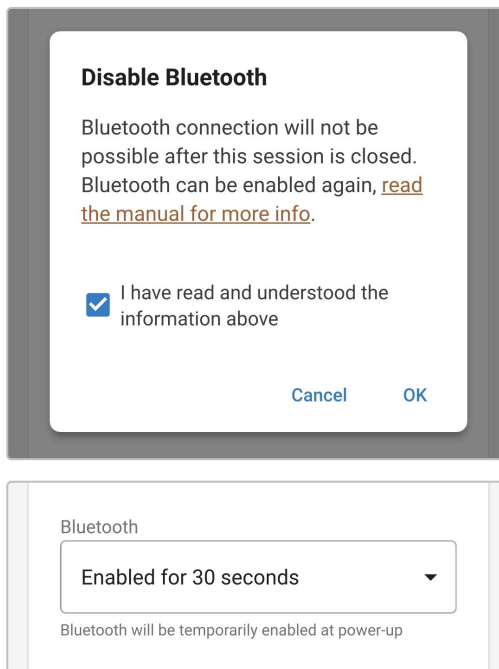 Disable Bluetooth
Bluetooth connection will not be
possible after this session is closed.
Bluetooth can be enabled again, read
the manual for more info.
I have read and understood the
information above
Cancel OK
Bluetooth
Enabled for 30 seconds
Bluetooth will be temporarily enabled at power-up